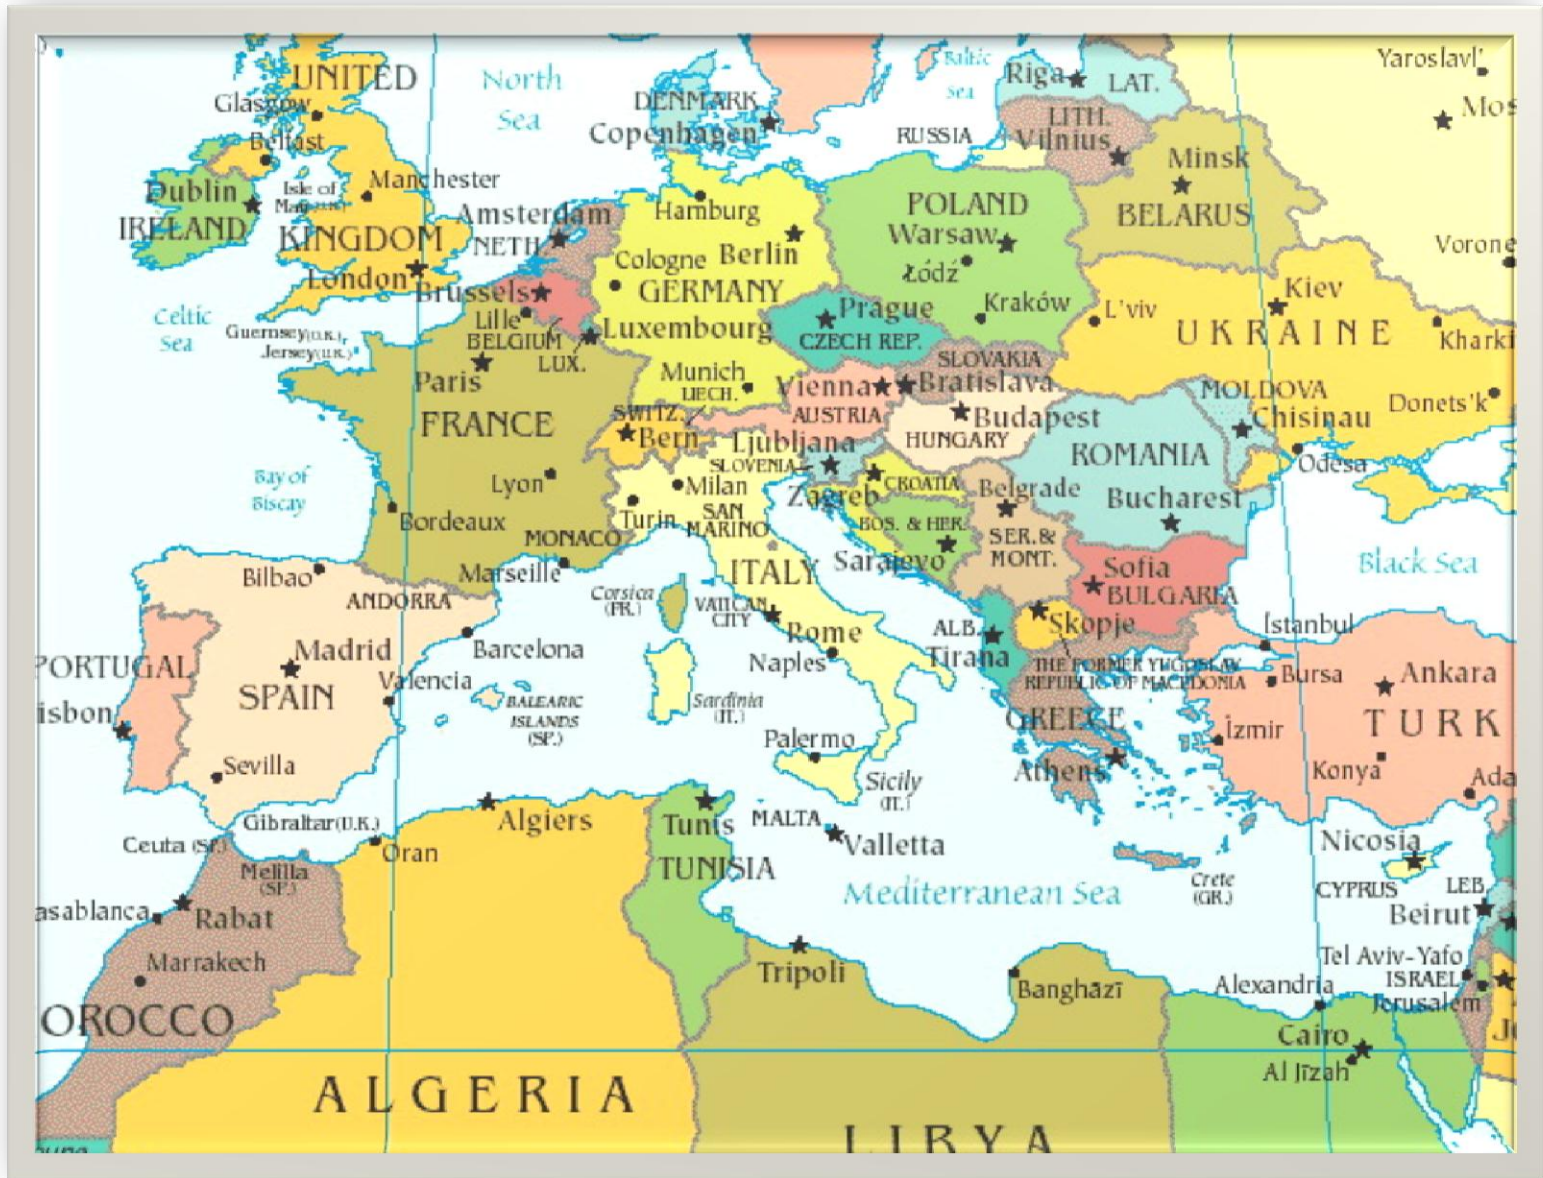 UNITED
Glasgow
Belfast
Dublin
IRELAND
Isle of
Man (U.K.)
Manchester
KINGDOM
London
Celtic
Sea
Guernsey (U.K.)
Jersey (U.K.)
North
Sea
DENMARK
Copenhagen
Baltic
Sea
Riga
LAT.
LITH.
Vilnius
RUSSIA
Yaroslavl'
Mos
Minsk
BELARUS
Vorone
Amsterdam
NETH.
Brussels
Lille
BELGIUM
LUX.
Luxembourg
Hamburg
Cologne
Berlin
GERMANY
Munich
LIECH.
POLAND
Warsaw
Łódź
Kraków
Prague
CZECH REP.
SLOVAKIA
Bratislava
Vienna
AUSTRIA
L'viv
Kiev
UKRAINE
Kharki
Donets'k
MOLDOVA
Chisinau
Odesa
Paris
FRANCE
SWITZ.
Bern
Lyon
Bay of
Biscay
Bordeaux
MONACO
Marseille
Budapest
HUNGARY
Ljubljana
SLOVENIA
Zagreb
CROATIA
BOS. & HER.
Sarajevo
Belgrade
SER. &
MONT.
ROMANIA
Bucharest
Black Sea
Sofia
BULGARIA
Skopje
THE FORMER YUGOSLAV
REPUBLIC OF MACEDONIA
ALB.
Tirana
GREECE
Athens
Crete
(GR.)
Milan
Turin
SAN
MARINO
ITALY
Corsica
(FR.)
VATICAN
CITY
Rome
Naples
Sardinia
(IT.)
Palermo
Sicily
(IT.)
MALTA
Valletta
Bilbao
ANDORRA
Barcelona
Madrid
SPAIN
Valencia
BALEARIC
ISLANDS
(SP.)
PORTUGAL
isbon
Sevilla
Gibraltar (U.K.)
Ceuta (SP.)
Melilla
(SP.)
İstanbul
Bursa
Ankara
TURK
İzmir
Konya
Ada
Nicosia
CYPRUS
LEB.
Beirut
Tel Aviv-Yafo
ISRAEL
Jerusalem
Mediterranean Sea
Algiers
Oran
Tunis
TUNISIA
Rabat
asablanca
Marrakech
OROCCO
ALGERIA
Tripoli
Banghāzī
LIBYA
Alexandria
Cairo
Al Jīzah